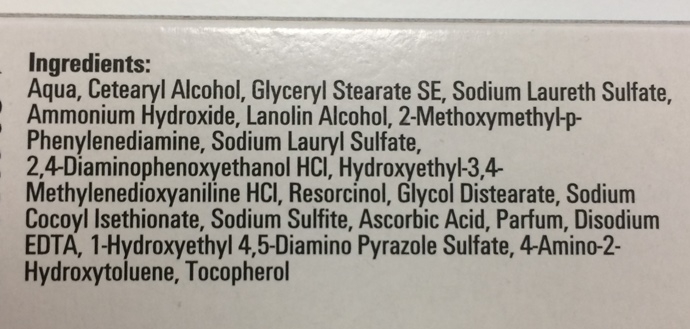 Ingredients:
Aqua, Cetearyl Alcohol, Glyceryl Stearate SE, Sodium Laureth Sulfate,
Ammonium Hydroxide, Lanolin Alcohol, 2-Methoxymethyl-p-
Phenylenediamine, Sodium Lauryl Sulfate,
2,4-Diaminophenoxyethanol HCl, Hydroxyethyl-3,4-
Methylenedioxyaniline HCl, Resorcinol, Glycol Distearate, Sodium
Cocoyl Isethionate, Sodium Sulfite, Ascorbic Acid, Parfum, Disodium
EDTA, 1-Hydroxyethyl 4,5-Diamino Pyrazole Sulfate, 4-Amino-2-
Hydroxytoluene, Tocopherol